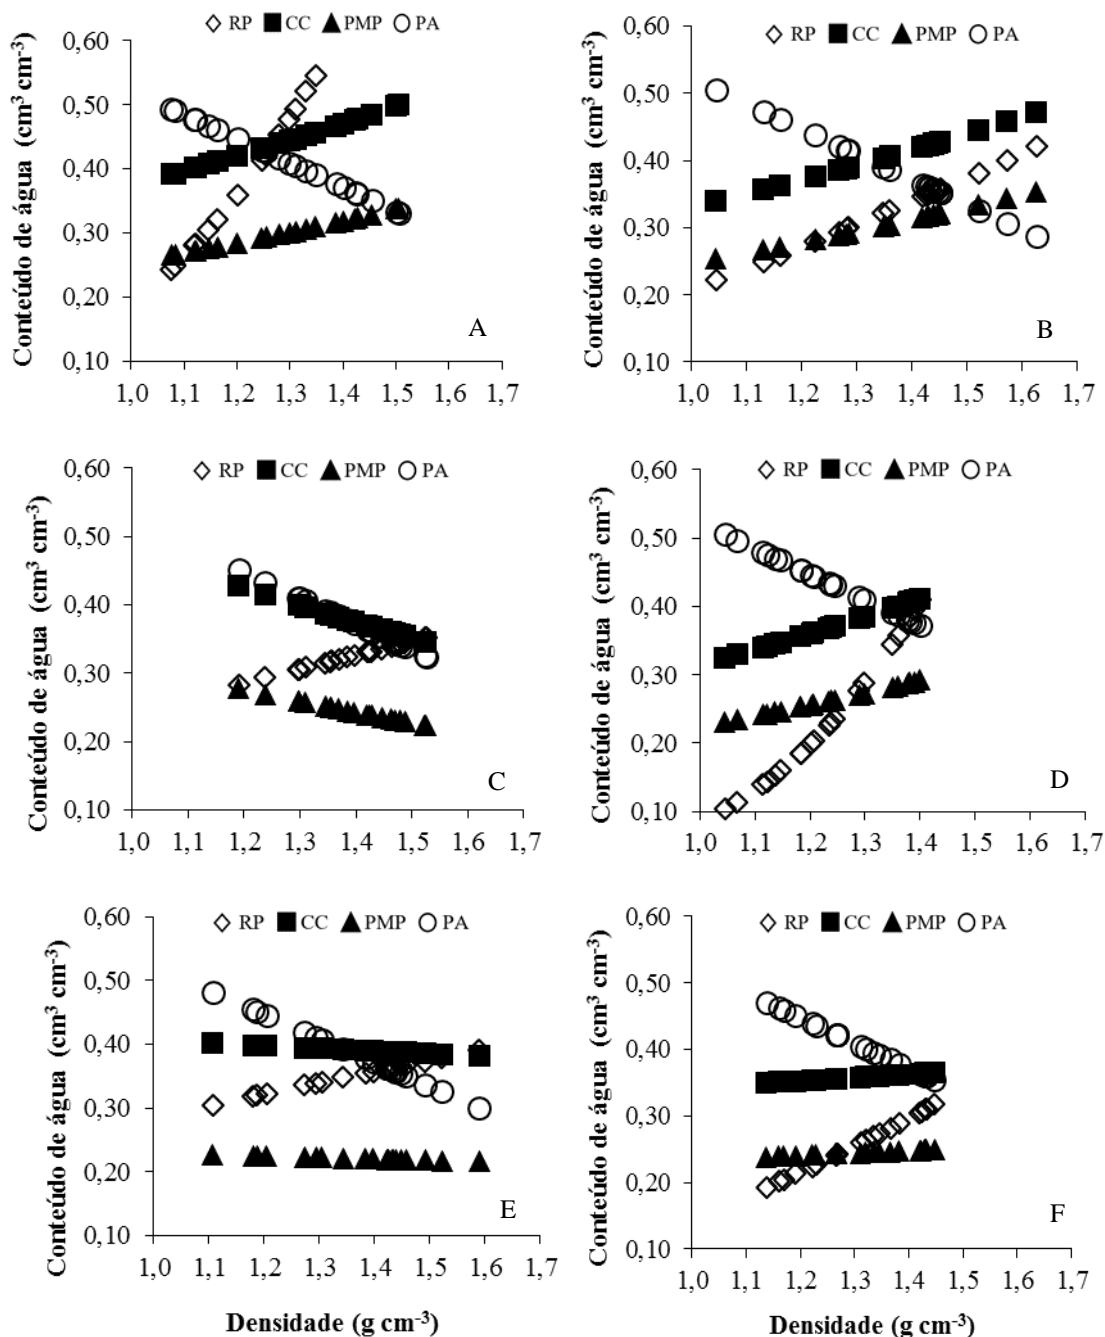 RP CC PMP PA
Conteúdo de água (cm³ cm⁻³)
0,60
0,50
0,40
0,30
0,20
0,10
1,0 1,1 1,2 1,3 1,4 1,5 1,6 1,7
A
RP CC PMP PA
Conteúdo de água (cm³ cm⁻³)
0,60
0,50
0,40
0,30
0,20
0,10
1,0 1,1 1,2 1,3 1,4 1,5 1,6 1,7
B
RP CC PMP PA
Conteúdo de água (cm³ cm⁻³)
0,60
0,50
0,40
0,30
0,20
0,10
1,0 1,1 1,2 1,3 1,4 1,5 1,6 1,7
C
RP CC PMP PA
Conteúdo de água (cm³ cm⁻³)
0,60
0,50
0,40
0,30
0,20
0,10
1,0 1,1 1,2 1,3 1,4 1,5 1,6 1,7
D
RP CC PMP PA
Conteúdo de água (cm³ cm⁻³)
0,60
0,50
0,40
0,30
0,20
0,10
1,0 1,1 1,2 1,3 1,4 1,5 1,6 1,7
E
Densidade (g cm⁻³)
RP CC PMP PA
Conteúdo de água (cm³ cm⁻³)
0,60
0,50
0,40
0,30
0,20
0,10
1,0 1,1 1,2 1,3 1,4 1,5 1,6 1,7
F
Densidade (g cm⁻³)